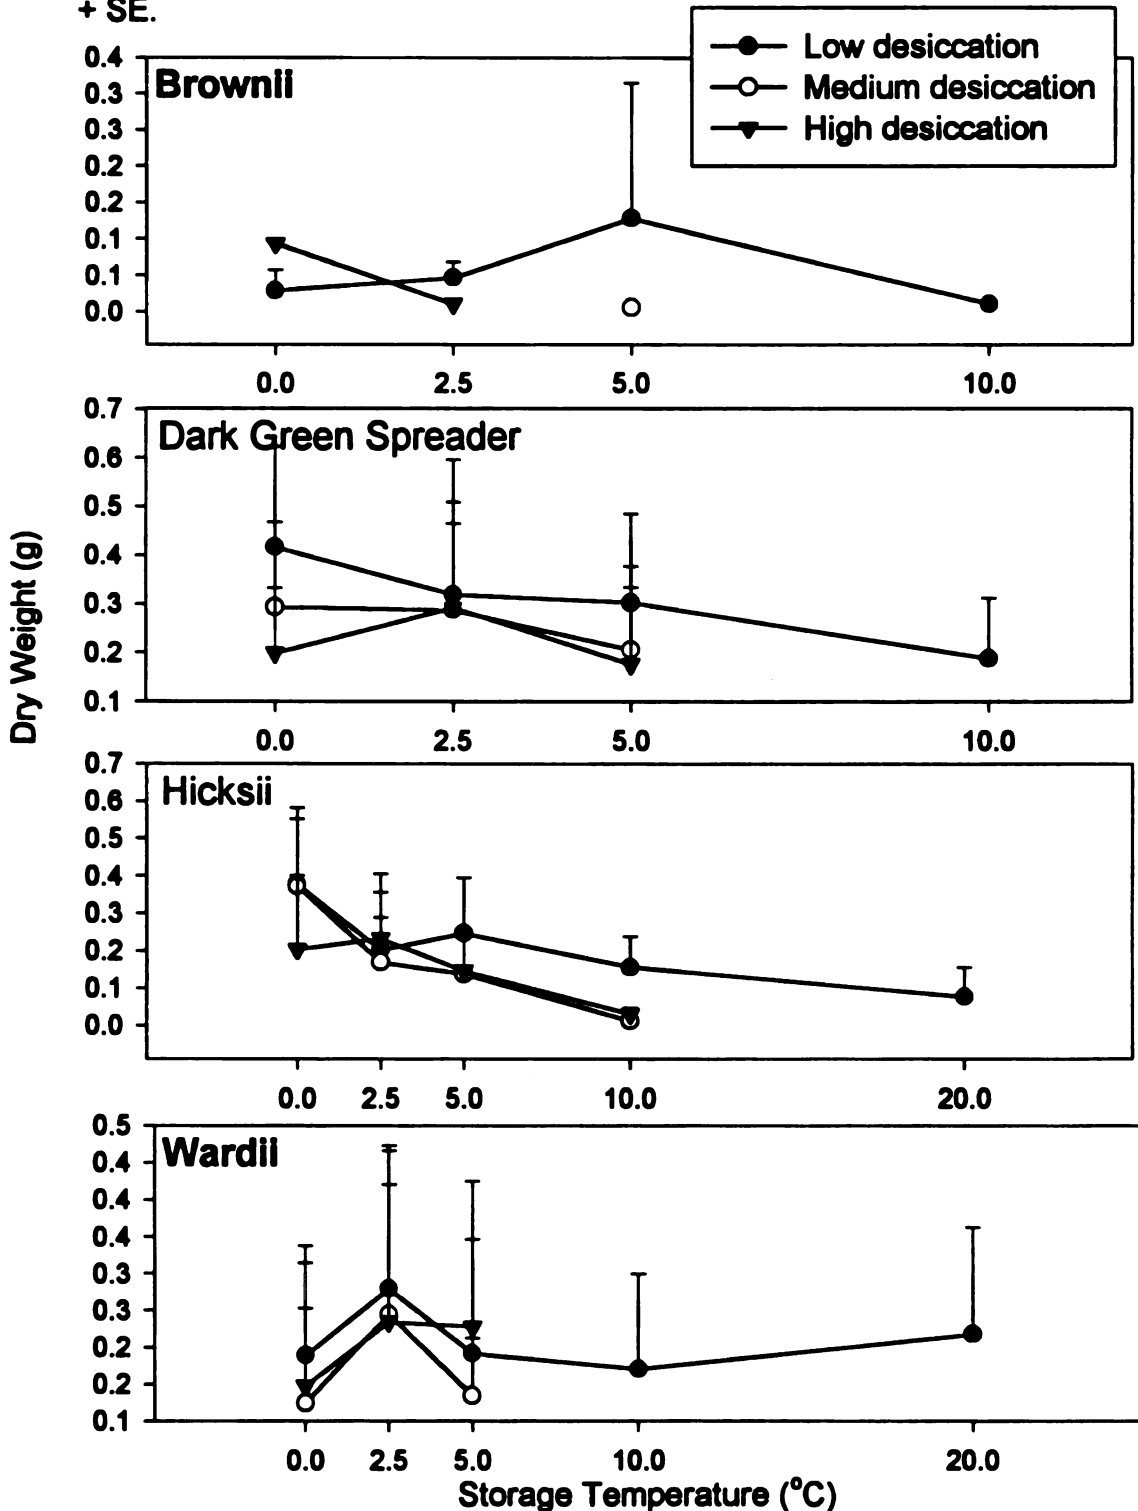 + SE.
Low desiccation
Medium desiccation
High desiccation
Brownii
0.4
0.3
0.3
0.2
0.2
0.1
0.1
0.0
0.0 2.5 5.0 10.0
Dark Green Spreader
0.7
0.6
0.5
0.4
0.3
0.2
0.1
0.0 2.5 5.0 10.0
Dry Weight (g)
Hicksii
0.7
0.6
0.5
0.4
0.3
0.2
0.1
0.0
0.0 2.5 5.0 10.0 20.0
Wardii
0.5
0.4
0.4
0.4
0.3
0.3
0.2
0.2
0.1
0.0 2.5 5.0 10.0 20.0
Storage Temperature (°C)